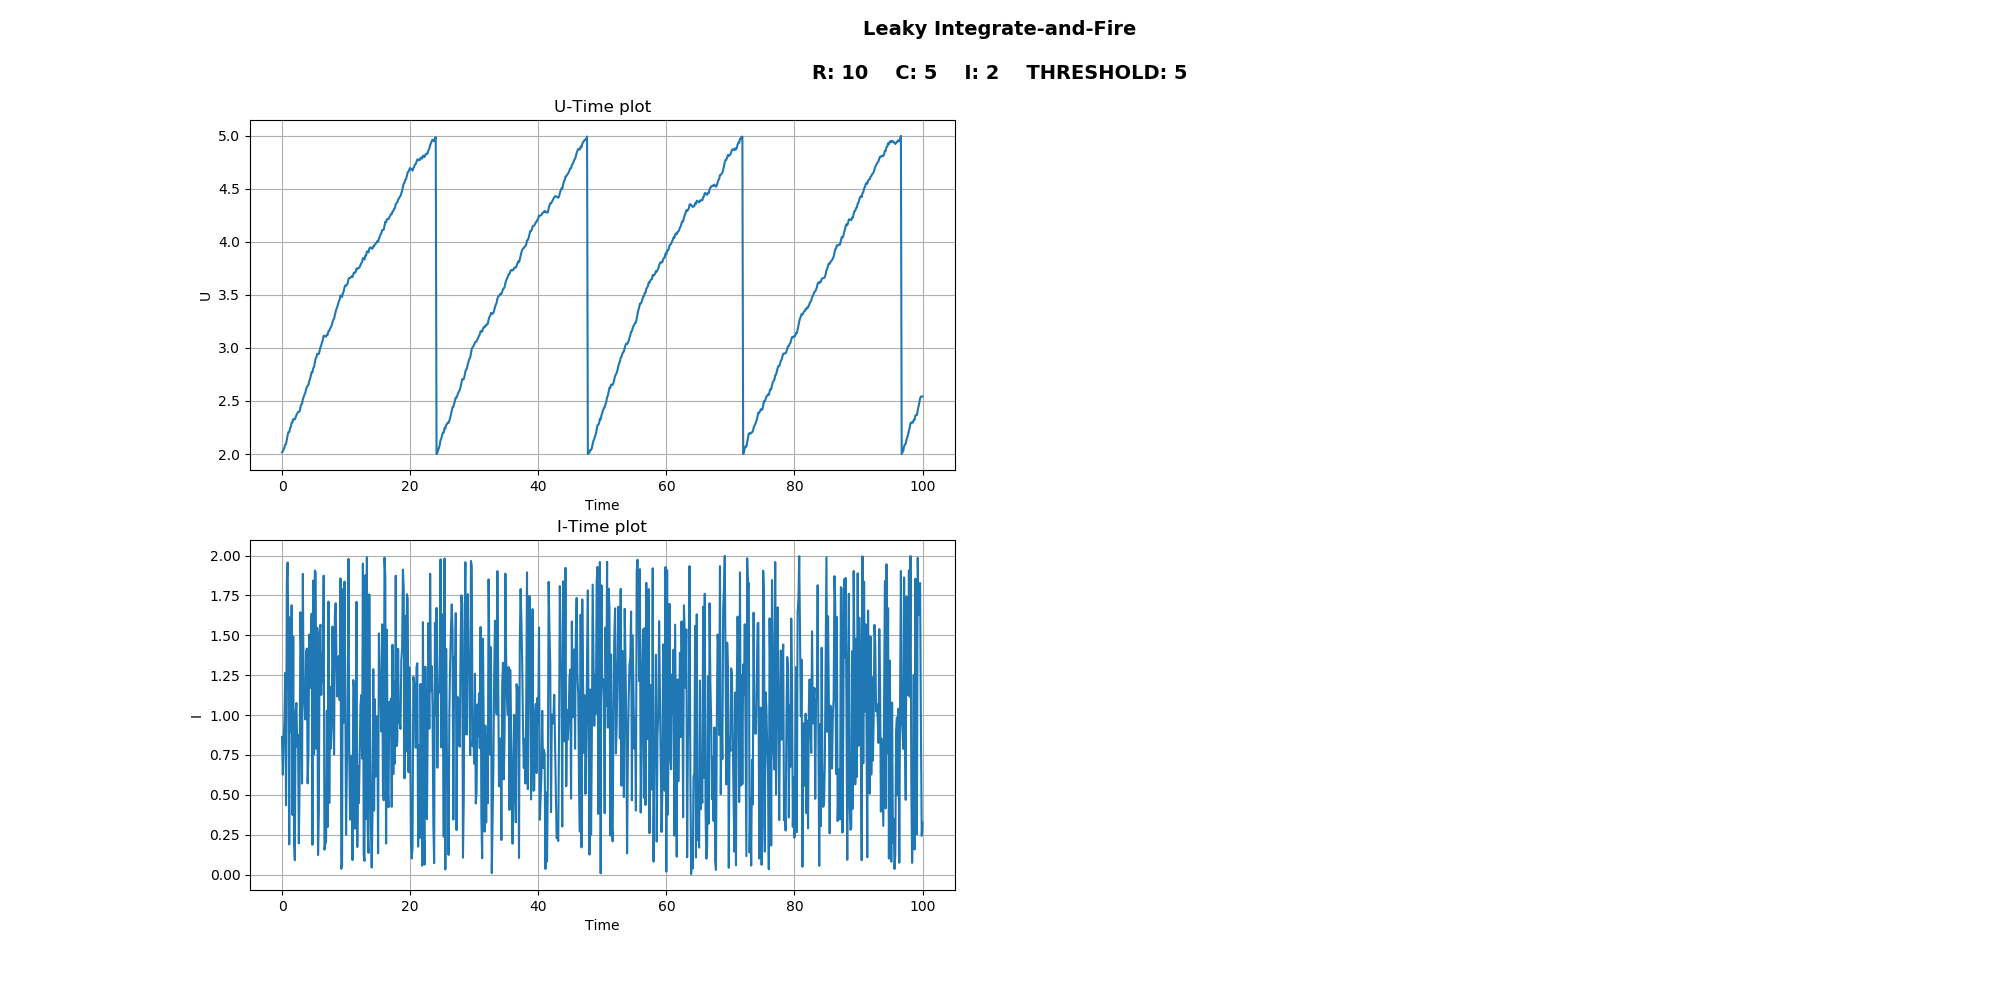 Leaky Integrate-and-Fire
R: 10    C: 5    I: 2    THRESHOLD: 5
U-Time plot
5.0
4.5
4.0
3.5
3.0
2.5
2.0
U
0 20 40 60 80 100
Time
I-Time plot
2.00
1.75
1.50
1.25
1.00
0.75
0.50
0.25
0.00
I
0 20 40 60 80 100
Time